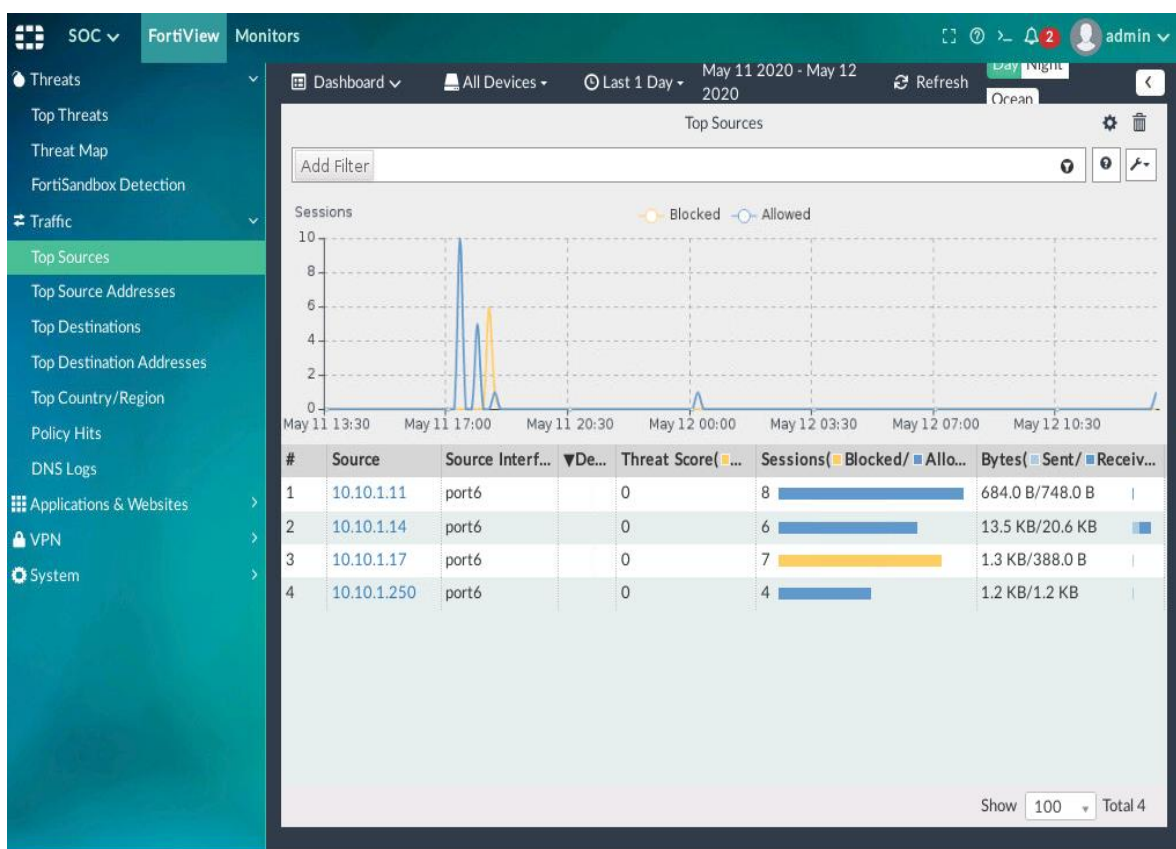 SOC FortiView Monitors 2 admin
Threats
Top Threats
Threat Map
FortiSandbox Detection
Traffic
Top Sources
Top Source Addresses
Top Destinations
Top Destination Addresses
Top Country/Region
Policy Hits
DNS Logs
Applications & Websites
VPN
System
Dashboard All Devices Last 1 Day May 11 2020 - May 12 2020 Refresh Day Night Ocean
Top Sources
Add Filter
Sessions Blocked Allowed
10
8
6
4
2
0
May 11 13:30 May 11 17:00 May 11 20:30 May 12 00:00 May 12 03:30 May 12 07:00 May 12 10:30
# Source Source Interf... ▼De... Threat Score( ... Sessions( Blocked/ Allo... Bytes( Sent/ Receiv...
1 10.10.1.11 port6 0 8 684.0 B/748.0 B
2 10.10.1.14 port6 0 6 13.5 KB/20.6 KB
3 10.10.1.17 port6 0 7 1.3 KB/388.0 B
4 10.10.1.250 port6 0 4 1.2 KB/1.2 KB
Show 100 Total 4